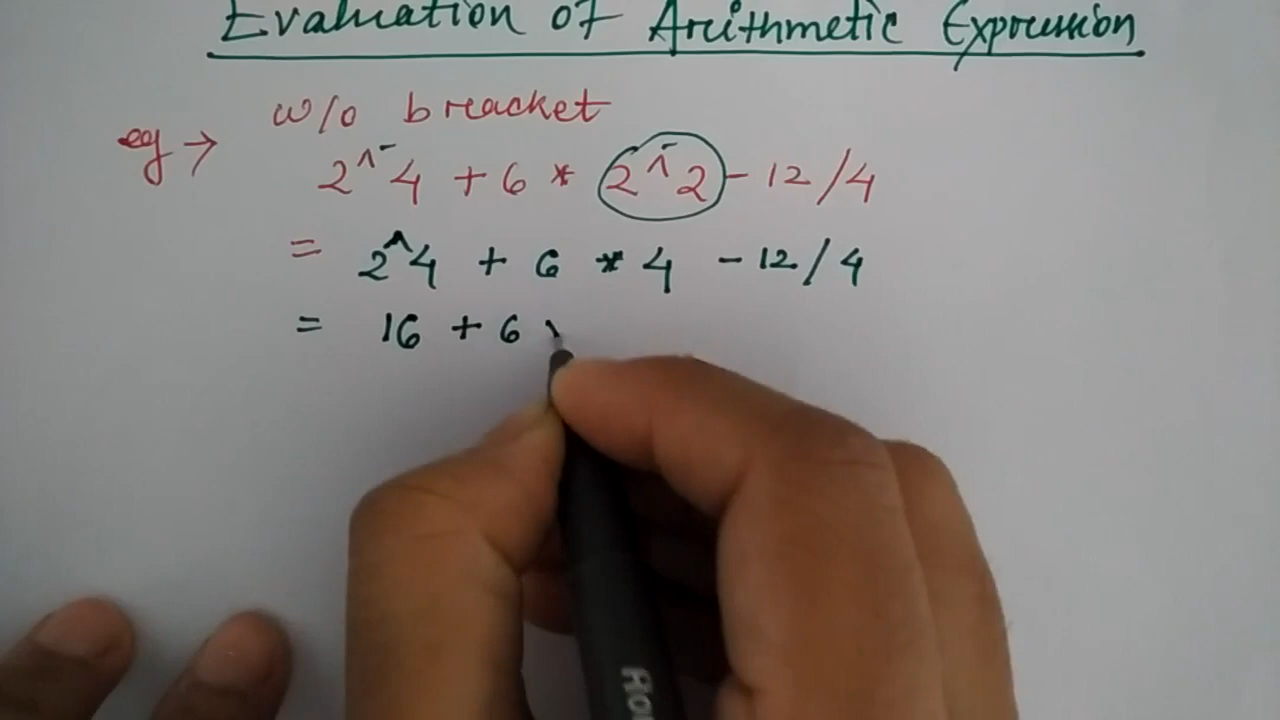 Evaluation of Arithmetic Expression
w/o bracket
eg → 2^4 + 6 * 2^2 - 12/4
= 2^4 + 6 * 4 - 12/4
= 16 + 6